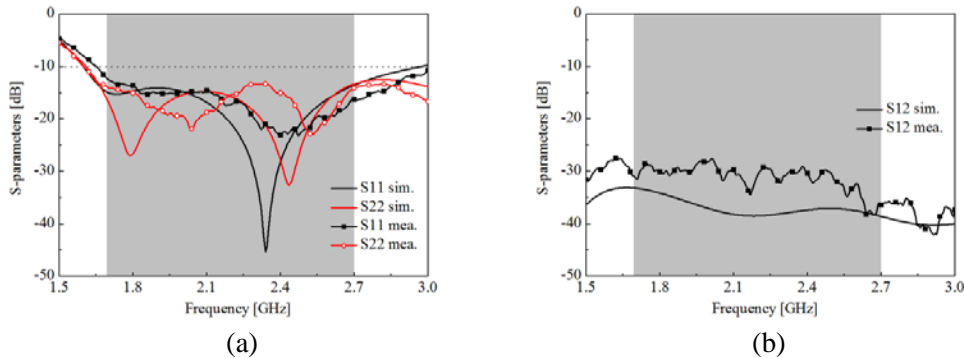 0
-10
-20
-30
-40
-50
S-parameters [dB]
S11 sim.
S22 sim.
S11 mea.
S22 mea.
1.5 1.8 2.1 2.4 2.7 3.0
Frequency [GHz]
(a)
0
-10
-20
-30
-40
-50
S-parameters [dB]
S12 sim.
S12 mea.
1.5 1.8 2.1 2.4 2.7 3.0
Frequency [GHz]
(b)